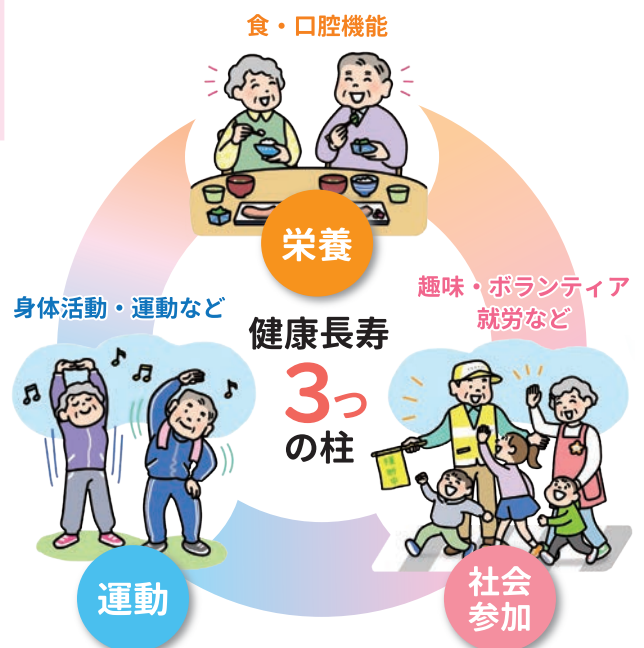 食・口腔機能
栄養
身体活動・運動など
趣味・ボランティア
就労など
健康長寿
3つ
の柱
運動
社会
参加